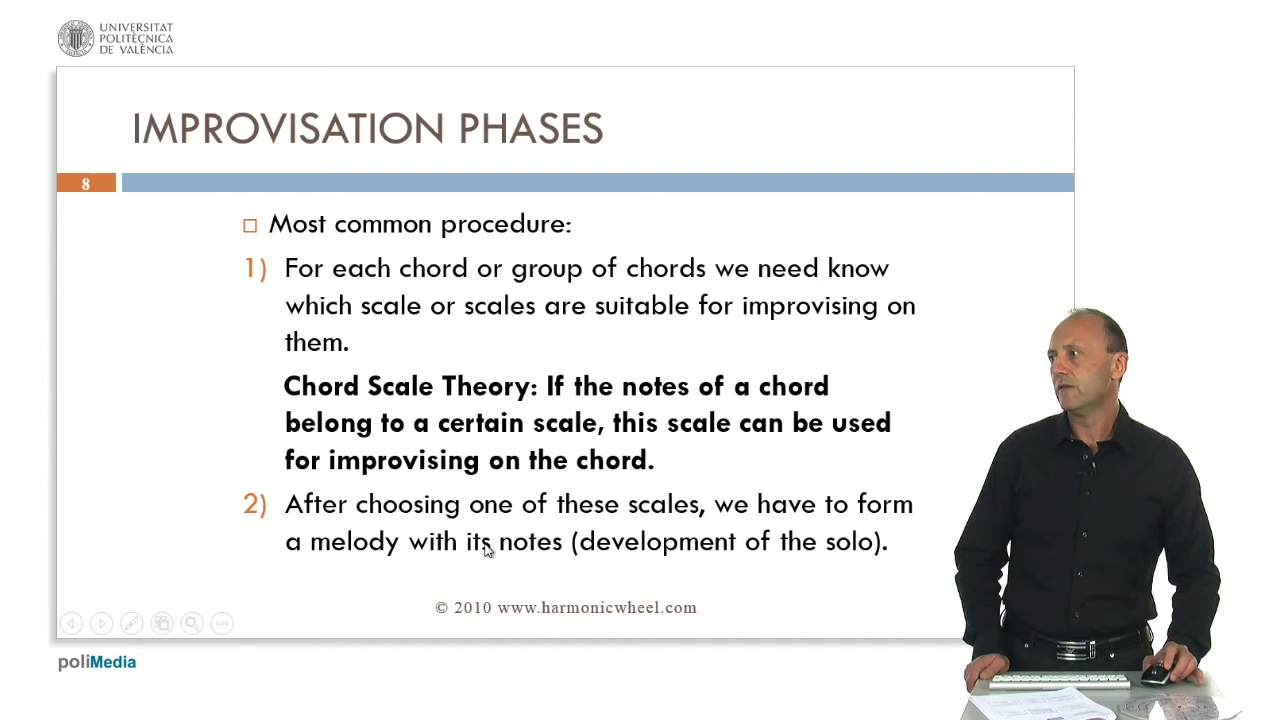 UNIVERSITAT
POLITÈCNICA
DE VALÈNCIA
IMPROVISATION PHASES
8
Most common procedure:
1) For each chord or group of chords we need know
which scale or scales are suitable for improvising on
them.
Chord Scale Theory: If the notes of a chord
belong to a certain scale, this scale can be used
for improvising on the chord.
2) After choosing one of these scales, we have to form
a melody with its notes (development of the solo).
© 2010 www.harmonicwheel.com
poliMedia